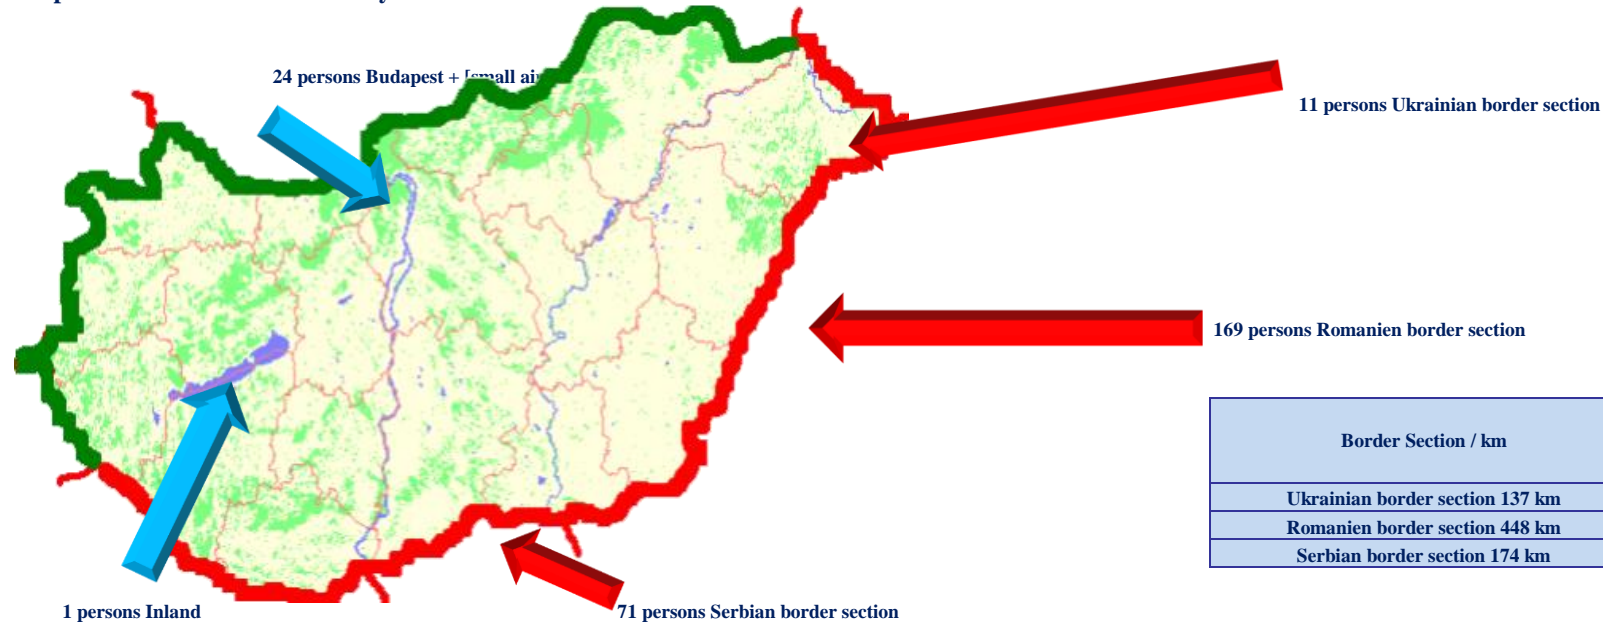 24 persons Budapest + [small air
11 persons Ukrainian border section
169 persons Romanien border section
Border Section / km
Ukrainian border section 137 km
Romanien border section 448 km
Serbian border section 174 km
1 persons Inland
71 persons Serbian border section